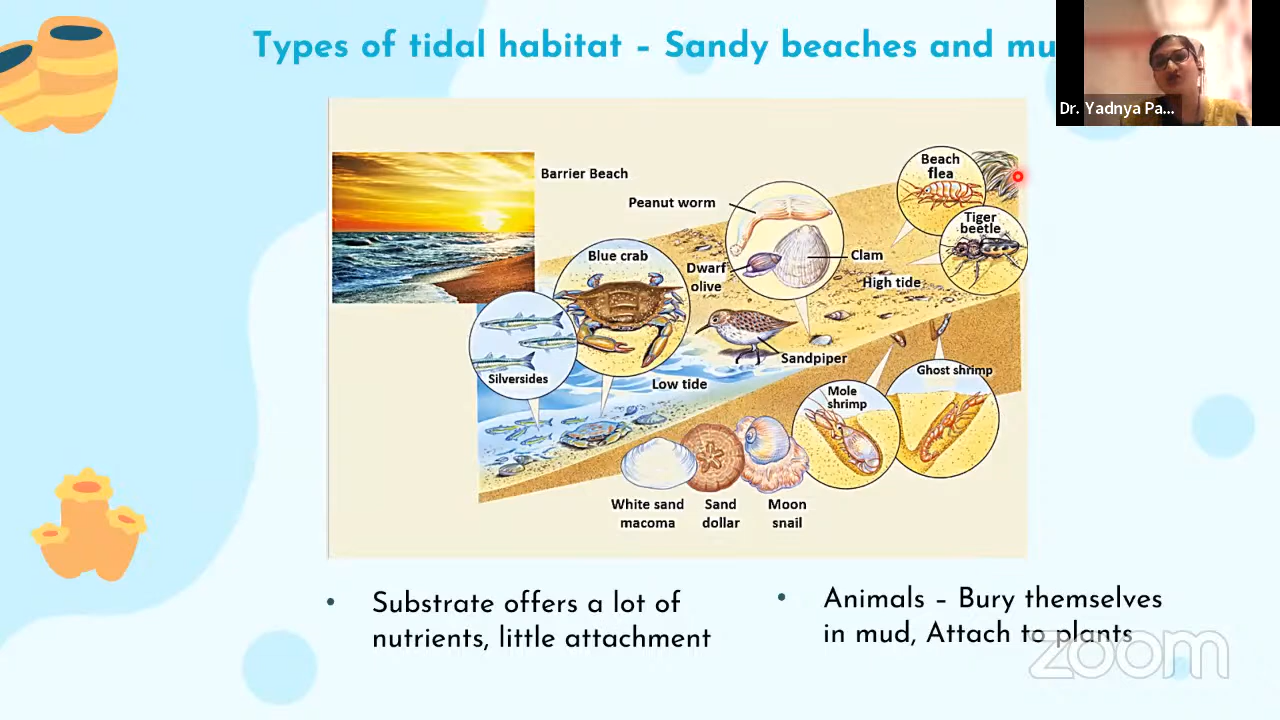 Types of tidal habitat – Sandy beaches and mu
Dr. Yadnya Pa...
Barrier Beach
Beach
flea
Peanut worm
Tiger
beetle
Blue crab
Clam
Dwarf
olive
High tide
Sandpiper
Silversides
Low tide
Ghost shrimp
Mole
shrimp
White sand
macoma
Sand
dollar
Moon
snail
• Substrate offers a lot of
nutrients, little attachment
• Animals – Bury themselves
in mud, Attach to plants
zoom